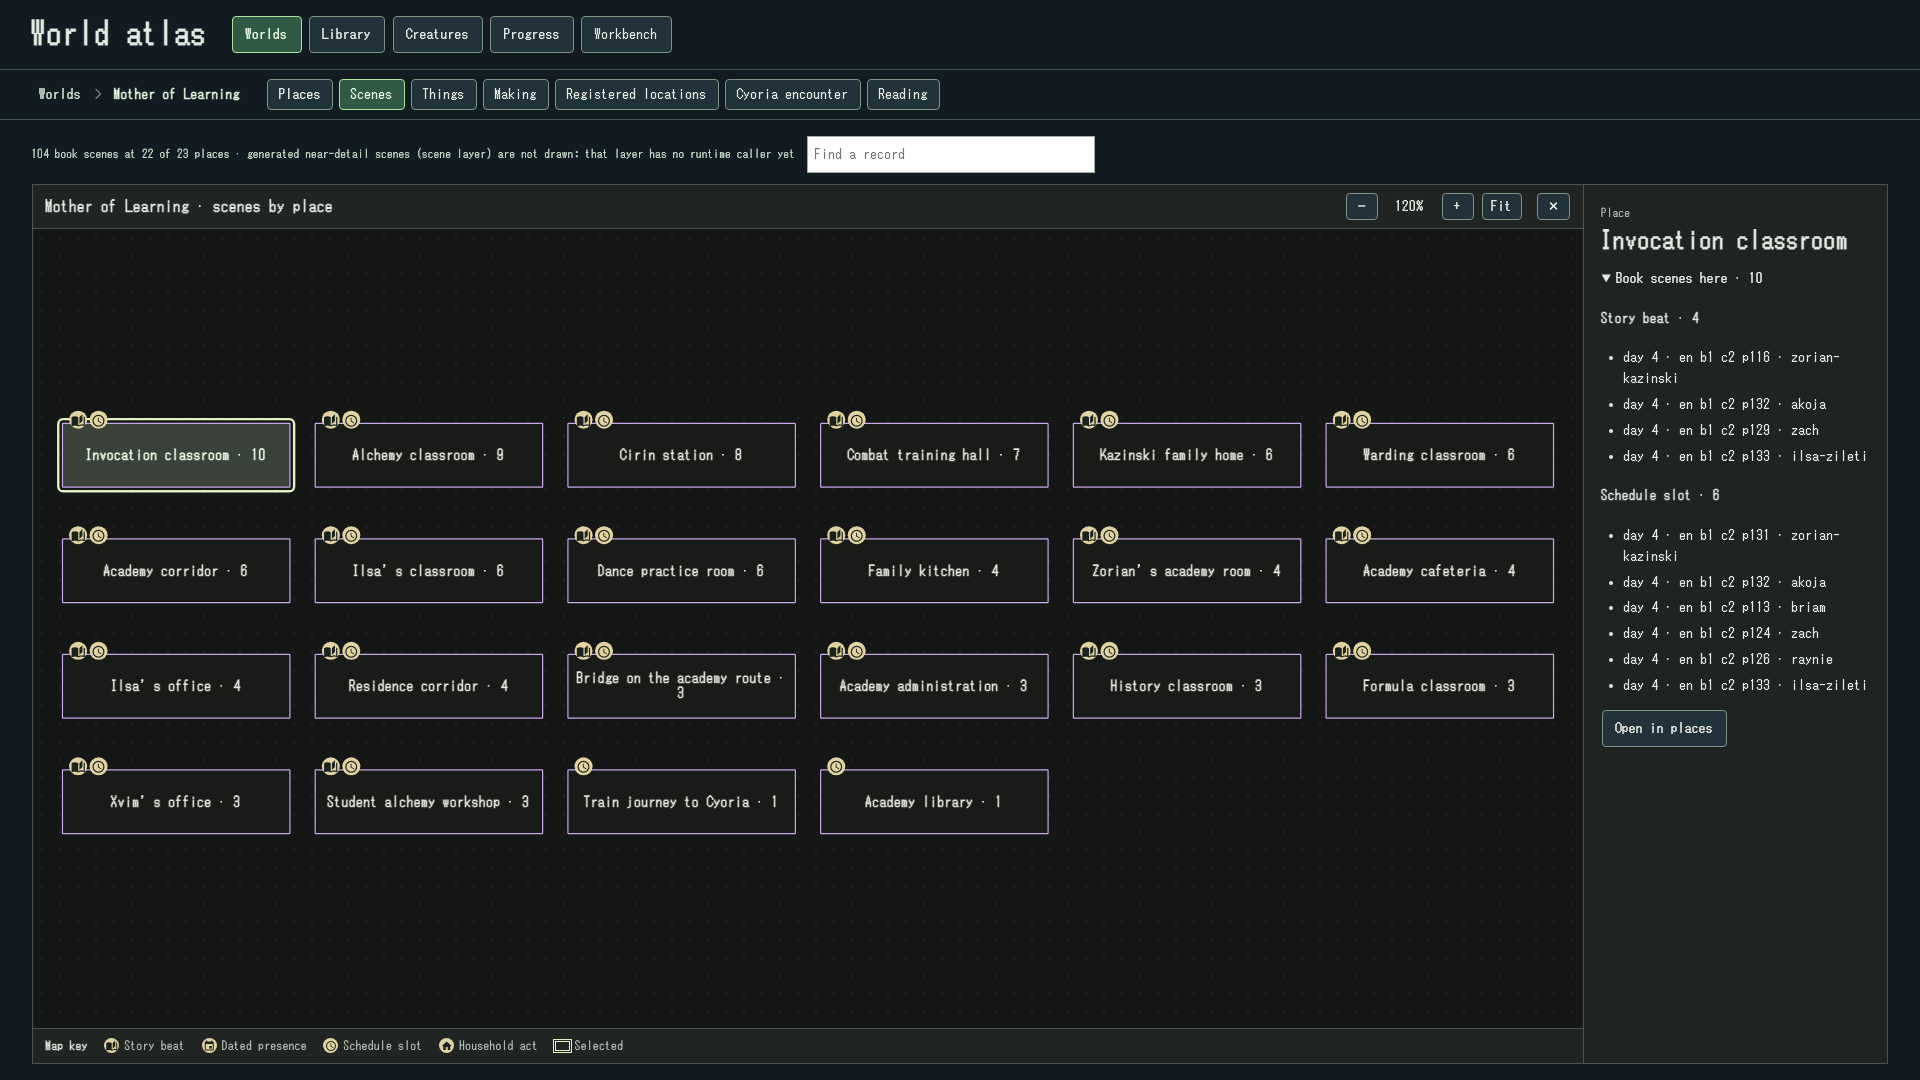 World atlas
Worlds
Library
Creatures
Progress
Workbench
Worlds > Mother of Learning
Places
Scenes
Things
Making
Registered locations
Cyoria encounter
Reading
104 book scenes at 22 of 23 places · generated near-detail scenes (scene layer) are not drawn: that layer has no runtime caller yet
Find a record
Mother of Learning · scenes by place
−
120%
+
Fit
×
Invocation classroom · 10
Alchemy classroom · 9
Cirin station · 8
Combat training hall · 7
Kazinski family home · 6
Warding classroom · 6
Academy corridor · 6
Ilsa's classroom · 6
Dance practice room · 6
Family kitchen · 4
Zorian's academy room · 4
Academy cafeteria · 4
Ilsa's office · 4
Residence corridor · 4
Bridge on the academy route ·
3
Academy administration · 3
History classroom · 3
Formula classroom · 3
Xvim's office · 3
Student alchemy workshop · 3
Train journey to Cyoria · 1
Academy library · 1
Map key
Story beat
Dated presence
Schedule slot
Household act
Selected
Place
Invocation classroom
▼ Book scenes here · 10
Story beat · 4
• day 4 · en b1 c2 p116 · zorian-
kazinski
• day 4 · en b1 c2 p132 · akoja
• day 4 · en b1 c2 p129 · zach
• day 4 · en b1 c2 p133 · ilsa-zileti
Schedule slot · 6
• day 4 · en b1 c2 p131 · zorian-
kazinski
• day 4 · en b1 c2 p132 · akoja
• day 4 · en b1 c2 p113 · briam
• day 4 · en b1 c2 p124 · zach
• day 4 · en b1 c2 p126 · raynie
• day 4 · en b1 c2 p133 · ilsa-zileti
Open in places